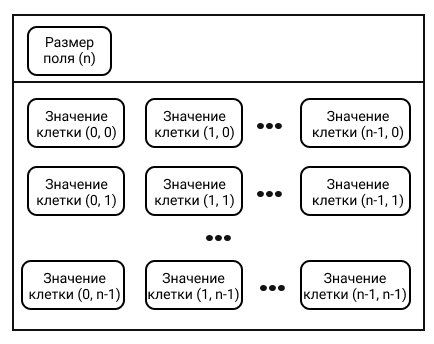 Размер
поля (n)
Значение
клетки (0, 0)
Значение
клетки (1, 0)
•••
Значение
клетки (n-1, 0)
Значение
клетки (0, 1)
Значение
клетки (1, 1)
•••
Значение
клетки (n-1, 1)
•••
Значение
клетки (0, n-1)
Значение
клетки (1, n-1)
•••
Значение
клетки (n-1, n-1)